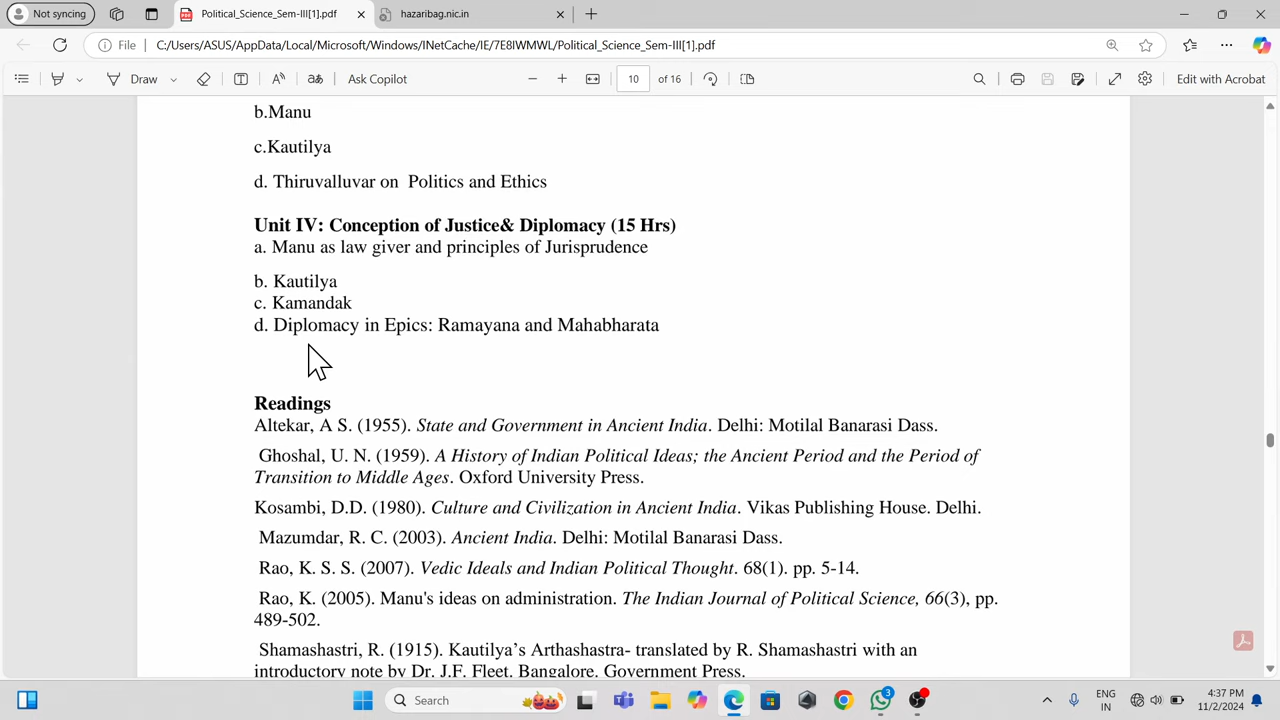 Not syncing
Political_Science_Sem-III[1].pdf
hazaribag.nic.in
File
C:/Users/ASUS/AppData/Local/Microsoft/Windows/INetCache/IE/7E8IWMWL/Political_Science_Sem-III[1].pdf
Draw
Ask Copilot
10 of 16
Edit with Acrobat
b.Manu
c.Kautilya
d. Thiruvalluvar on Politics and Ethics
Unit IV: Conception of Justice& Diplomacy (15 Hrs)
a. Manu as law giver and principles of Jurisprudence
b. Kautilya
c. Kamandak
d. Diplomacy in Epics: Ramayana and Mahabharata
Readings
Altekar, A S. (1955). State and Government in Ancient India. Delhi: Motilal Banarasi Dass.
Ghoshal, U. N. (1959). A History of Indian Political Ideas; the Ancient Period and the Period of
Transition to Middle Ages. Oxford University Press.
Kosambi, D.D. (1980). Culture and Civilization in Ancient India. Vikas Publishing House. Delhi.
Mazumdar, R. C. (2003). Ancient India. Delhi: Motilal Banarasi Dass.
Rao, K. S. S. (2007). Vedic Ideals and Indian Political Thought. 68(1). pp. 5-14.
Rao, K. (2005). Manu's ideas on administration. The Indian Journal of Political Science, 66(3), pp.
489-502.
Shamashastri, R. (1915). Kautilya's Arthashastra- translated by R. Shamashastri with an
introductory note by Dr. J.F. Fleet. Bangalore. Government Press.
Search
3
ENG
IN
4:37 PM
11/2/2024